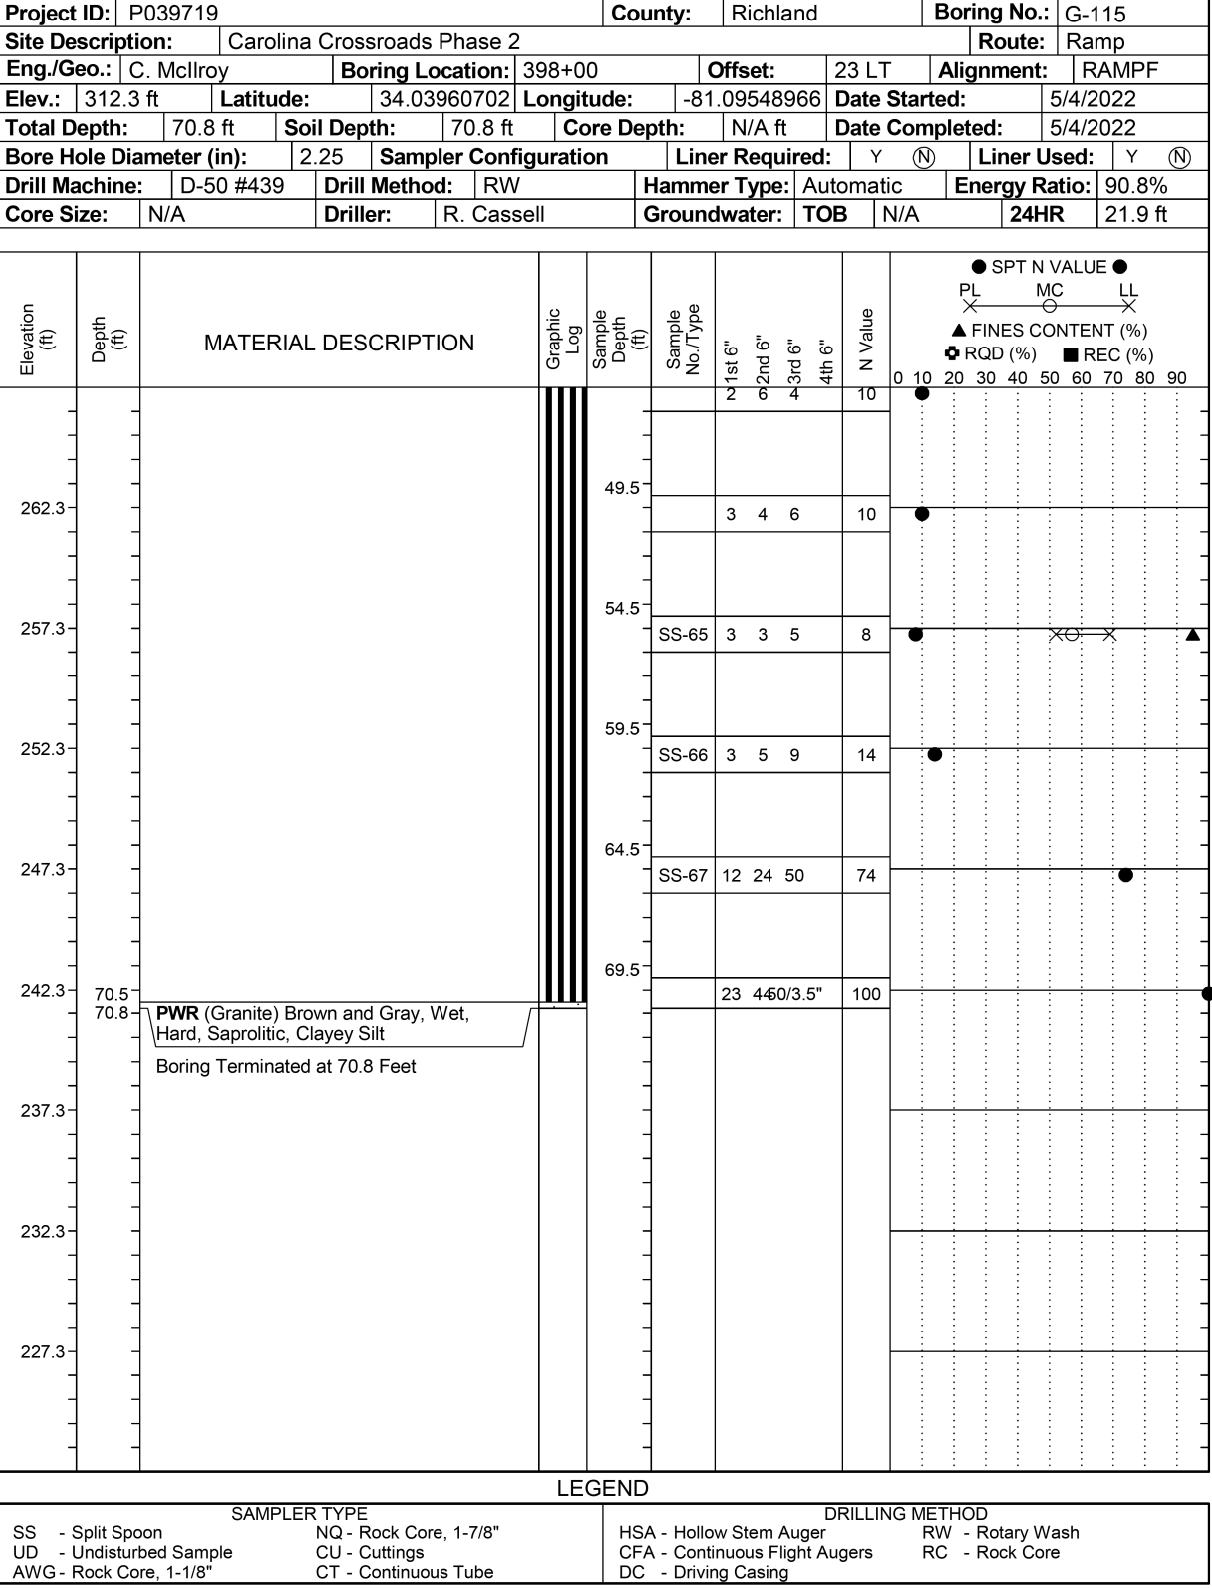 Project ID: P039719 County: Richland Boring No.: G-115
Site Description: Carolina Crossroads Phase 2 Route: Ramp
Eng./Geo.: C. McIlroy Boring Location: 398+00 Offset: 23 LT Alignment: RAMPF
Elev.: 312.3 ft Latitude: 34.03960702 Longitude: -81.09548966 Date Started: 5/4/2022
Total Depth: 70.8 ft Soil Depth: 70.8 ft Core Depth: N/A ft Date Completed: 5/4/2022
Bore Hole Diameter (in): 2.25 Sampler Configuration Liner Required: Y N Liner Used: Y N
Drill Machine: D-50 #439 Drill Method: RW Hammer Type: Automatic Energy Ratio: 90.8%
Core Size: N/A Driller: R. Cassell Groundwater: TOB N/A 24HR 21.9 ft
Elevation (ft)
Depth (ft)
MATERIAL DESCRIPTION
Graphic Log
Sample Depth (ft)
Sample No./Type
1st 6"
2nd 6"
3rd 6"
4th 6"
N Value
SPT N VALUE
PL MC LL
FINES CONTENT (%)
RQD (%) REC (%)
0 10 20 30 40 50 60 70 80 90
2 6 4 10
49.5
262.3 3 4 6 10
54.5
257.3 SS-65 3 3 5 8
59.5
252.3 SS-66 3 5 9 14
64.5
247.3 SS-67 12 24 50 74
69.5
242.3 70.5 23 44 50/3.5" 100
70.8 PWR (Granite) Brown and Gray, Wet,
Hard, Saprolitic, Clayey Silt
Boring Terminated at 70.8 Feet
237.3
232.3
227.3
LEGEND
SAMPLER TYPE DRILLING METHOD
SS - Split Spoon NQ - Rock Core, 1-7/8" HSA - Hollow Stem Auger RW - Rotary Wash
UD - Undisturbed Sample CU - Cuttings CFA - Continuous Flight Augers RC - Rock Core
AWG - Rock Core, 1-1/8" CT - Continuous Tube DC - Driving Casing